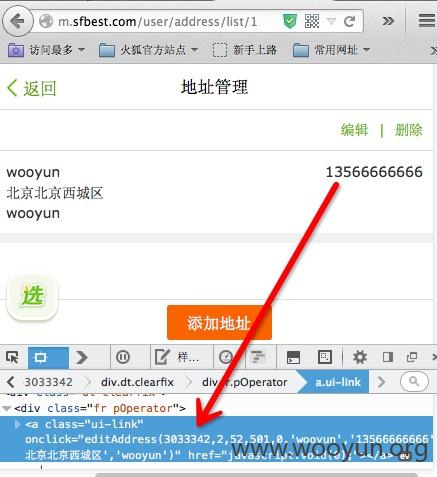 m.sfbest.com/user/address/list/1
访问最多
火狐官方站点
新手上路
常用网址
返回
地址管理
编辑 | 删除
wooyun
13566666666
北京北京西城区
wooyun
选
添加地址
样...
3033342
div.dt.clearfix
div.fr.pOperator
a.ui-link
<div class="fr pOperator">
<a class="ui-link"
onclick="editAddress(3033342,2,52,501,0,'wooyun','13566666666'
北京北京西城区','wooyun')" href="javascript:void(0);"></a> ev
www.wooyun.org